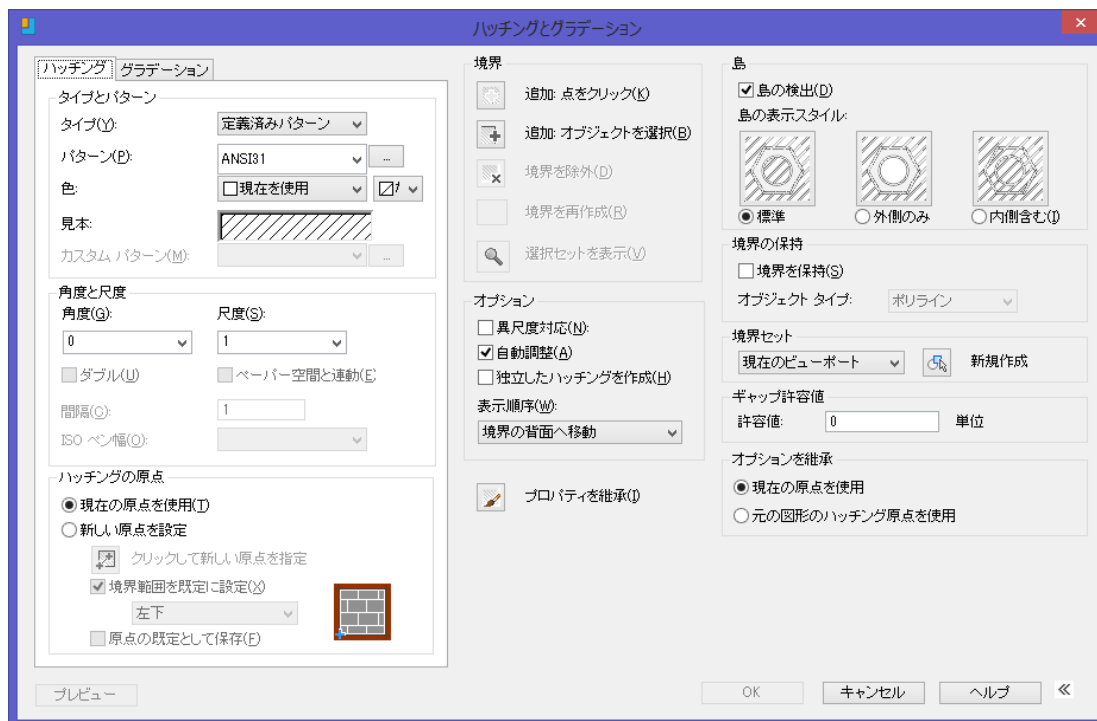 ハッチングとグラデーション
ハッチング グラデーション
タイプとパターン
タイプ(Y): 定義済みパターン
パターン(P): ANSI31 ...
色: 現在を使用
見本:
カスタム パターン(M): ...
角度と尺度
角度(G): 尺度(S):
0 1
ダブル(U) ペーパー空間と連動(E)
間隔(C): 1
ISO ペン幅(O):
ハッチングの原点
現在の原点を使用(T)
新しい原点を設定
クリックして新しい原点を指定
境界範囲を既定に設定(X)
左下
原点の既定として保存(F)
プレビュー
境界
追加: 点をクリック(K)
追加: オブジェクトを選択(B)
境界を除外(D)
境界を再作成(R)
選択セットを表示(V)
オプション
異尺度対応(N):
自動調整(A)
独立したハッチングを作成(H)
表示順序(W):
境界の背面へ移動
プロパティを継承(I)
島
島の検出(D)
島の表示スタイル:
標準 外側のみ 内側含む(I)
境界の保持
境界を保持(S)
オブジェクト タイプ: ポリライン
境界セット
現在のビューポート 新規作成
ギャップ許容値
許容値: 0 単位
オプションを継承
現在の原点を使用
元の図形のハッチング原点を使用
OK キャンセル ヘルプ